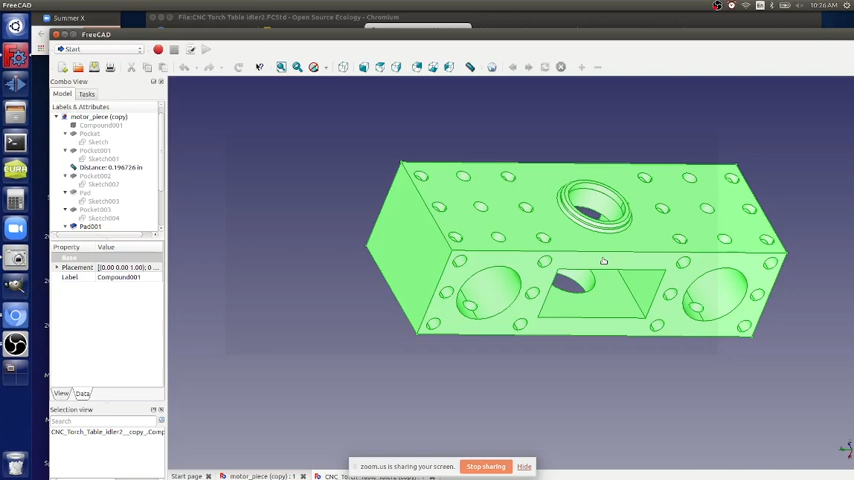 FreeCAD
En
10:26 AM
Summer X
File:CNC Torch Table idler2.FCStd - Open Source Ecology - Chromium
FreeCAD
Start
Combo View
Model Tasks
Labels & Attributes
motor_piece (copy)
Compound001
Pocket
Sketch
Pocket001
Sketch001
Distance: 0.196726 in
Pocket002
Sketch002
Pad
Sketch003
Pocket003
Sketch004
Pad001
Property Value
Base
Placement [(0.00 0.00 1.00); 0 ...
Label Compound001
View Data
Selection view
Search
CNC_Torch_Table_idler2__copy_.Comp
CURA
zoom.us is sharing your screen. Stop sharing Hide
Start page motor_piece (copy) : 1